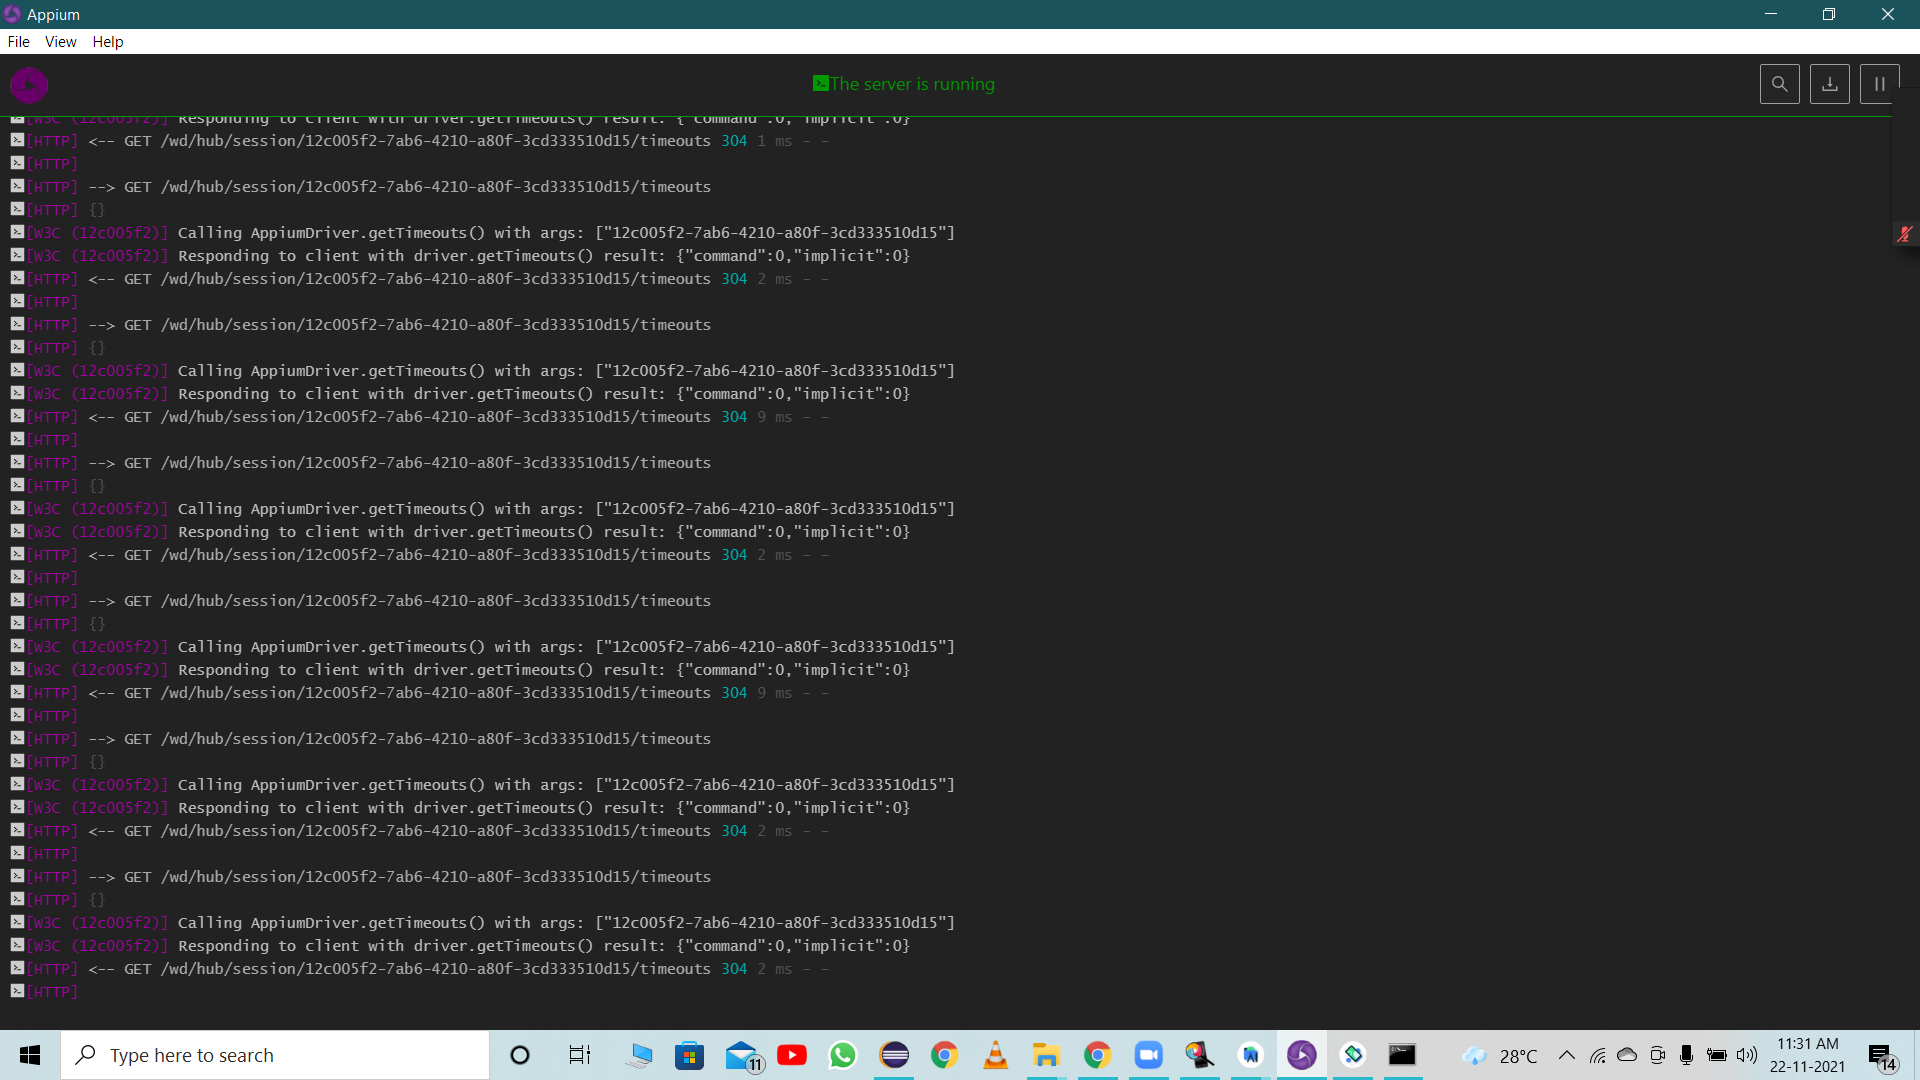 Appium
File View Help
The server is running
[W3C (12c005f2)] Responding to client with driver.getTimeouts() result: {"command":0,"implicit":0}
[HTTP] <-- GET /wd/hub/session/12c005f2-7ab6-4210-a80f-3cd333510d15/timeouts 304 1 ms - -
[HTTP]
[HTTP] --> GET /wd/hub/session/12c005f2-7ab6-4210-a80f-3cd333510d15/timeouts
[HTTP] {}
[W3C (12c005f2)] Calling AppiumDriver.getTimeouts() with args: ["12c005f2-7ab6-4210-a80f-3cd333510d15"]
[W3C (12c005f2)] Responding to client with driver.getTimeouts() result: {"command":0,"implicit":0}
[HTTP] <-- GET /wd/hub/session/12c005f2-7ab6-4210-a80f-3cd333510d15/timeouts 304 2 ms - -
[HTTP]
[HTTP] --> GET /wd/hub/session/12c005f2-7ab6-4210-a80f-3cd333510d15/timeouts
[HTTP] {}
[W3C (12c005f2)] Calling AppiumDriver.getTimeouts() with args: ["12c005f2-7ab6-4210-a80f-3cd333510d15"]
[W3C (12c005f2)] Responding to client with driver.getTimeouts() result: {"command":0,"implicit":0}
[HTTP] <-- GET /wd/hub/session/12c005f2-7ab6-4210-a80f-3cd333510d15/timeouts 304 9 ms - -
[HTTP]
[HTTP] --> GET /wd/hub/session/12c005f2-7ab6-4210-a80f-3cd333510d15/timeouts
[HTTP] {}
[W3C (12c005f2)] Calling AppiumDriver.getTimeouts() with args: ["12c005f2-7ab6-4210-a80f-3cd333510d15"]
[W3C (12c005f2)] Responding to client with driver.getTimeouts() result: {"command":0,"implicit":0}
[HTTP] <-- GET /wd/hub/session/12c005f2-7ab6-4210-a80f-3cd333510d15/timeouts 304 2 ms - -
[HTTP]
[HTTP] --> GET /wd/hub/session/12c005f2-7ab6-4210-a80f-3cd333510d15/timeouts
[HTTP] {}
[W3C (12c005f2)] Calling AppiumDriver.getTimeouts() with args: ["12c005f2-7ab6-4210-a80f-3cd333510d15"]
[W3C (12c005f2)] Responding to client with driver.getTimeouts() result: {"command":0,"implicit":0}
[HTTP] <-- GET /wd/hub/session/12c005f2-7ab6-4210-a80f-3cd333510d15/timeouts 304 9 ms - -
[HTTP]
[HTTP] --> GET /wd/hub/session/12c005f2-7ab6-4210-a80f-3cd333510d15/timeouts
[HTTP] {}
[W3C (12c005f2)] Calling AppiumDriver.getTimeouts() with args: ["12c005f2-7ab6-4210-a80f-3cd333510d15"]
[W3C (12c005f2)] Responding to client with driver.getTimeouts() result: {"command":0,"implicit":0}
[HTTP] <-- GET /wd/hub/session/12c005f2-7ab6-4210-a80f-3cd333510d15/timeouts 304 2 ms - -
[HTTP]
[HTTP] --> GET /wd/hub/session/12c005f2-7ab6-4210-a80f-3cd333510d15/timeouts
[HTTP] {}
[W3C (12c005f2)] Calling AppiumDriver.getTimeouts() with args: ["12c005f2-7ab6-4210-a80f-3cd333510d15"]
[W3C (12c005f2)] Responding to client with driver.getTimeouts() result: {"command":0,"implicit":0}
[HTTP] <-- GET /wd/hub/session/12c005f2-7ab6-4210-a80f-3cd333510d15/timeouts 304 2 ms - -
[HTTP]
Type here to search
11
28°C
11:31 AM
22-11-2021
14